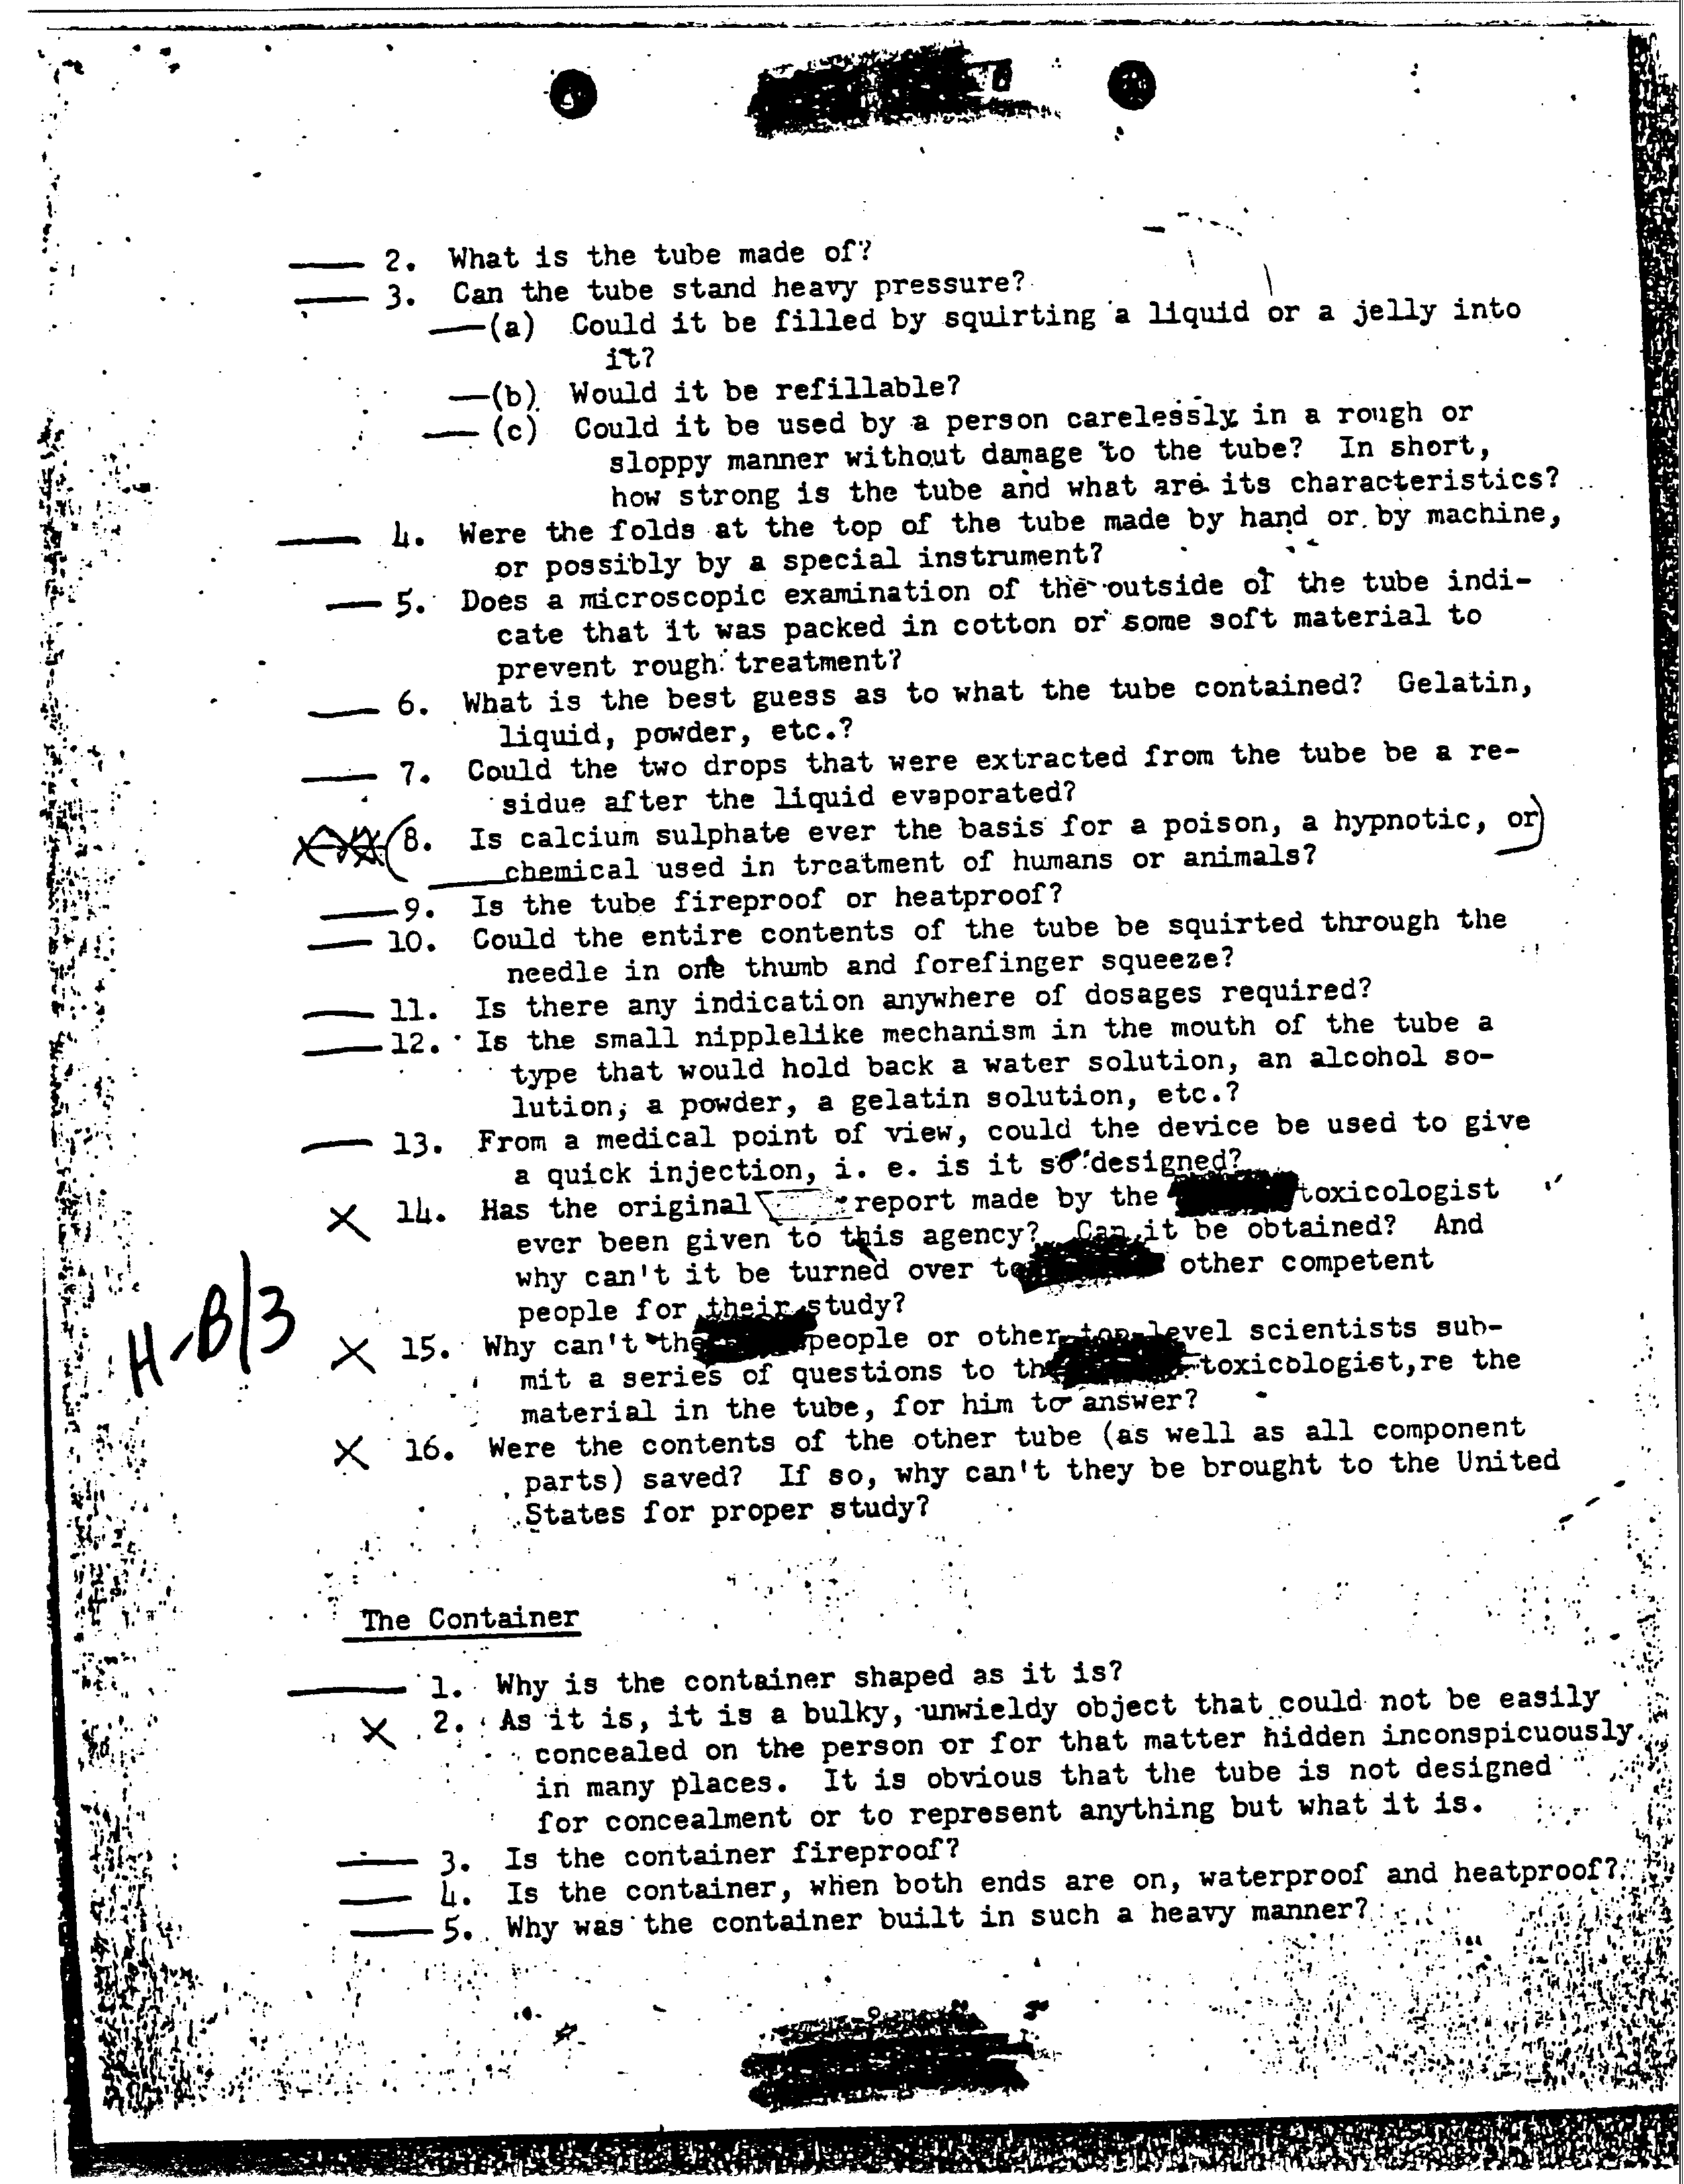 2. What is the tube made of?
3. Can the tube stand heavy pressure?
(a) Could it be filled by squirting a liquid or a jelly into
it?
(b) Would it be refillable?
(c) Could it be used by a person carelessly in a rough or
sloppy manner without damage to the tube? In short,
how strong is the tube and what are its characteristics?
4. Were the folds at the top of the tube made by hand or by machine,
or possibly by a special instrument?
5. Does a microscopic examination of the outside of the tube indi-
cate that it was packed in cotton or some soft material to
prevent rough treatment?
6. What is the best guess as to what the tube contained? Gelatin,
liquid, powder, etc.?
7. Could the two drops that were extracted from the tube be a re-
sidue after the liquid evaporated?
(8. Is calcium sulphate ever the basis for a poison, a hypnotic, or)
chemical used in treatment of humans or animals?
9. Is the tube fireproof or heatproof?
10. Could the entire contents of the tube be squirted through the
needle in one thumb and forefinger squeeze?
11. Is there any indication anywhere of dosages required?
12. Is the small nipplelike mechanism in the mouth of the tube a
type that would hold back a water solution, an alcohol so-
lution, a powder, a gelatin solution, etc.?
13. From a medical point of view, could the device be used to give
a quick injection, i. e. is it so designed?
X 14. Has the original report made by the toxicologist
ever been given to this agency? Can it be obtained? And
why can't it be turned over to other competent
people for their study?
H-B/3
X 15. Why can't the people or other top level scientists sub-
mit a series of questions to the toxicologist, re the
material in the tube, for him to answer?
X 16. Were the contents of the other tube (as well as all component
parts) saved? If so, why can't they be brought to the United
States for proper study?
The Container
1. Why is the container shaped as it is?
X 2. As it is, it is a bulky, unwieldy object that could not be easily
concealed on the person or for that matter hidden inconspicuously
in many places. It is obvious that the tube is not designed
for concealment or to represent anything but what it is.
3. Is the container fireproof?
4. Is the container, when both ends are on, waterproof and heatproof?
5. Why was the container built in such a heavy manner?